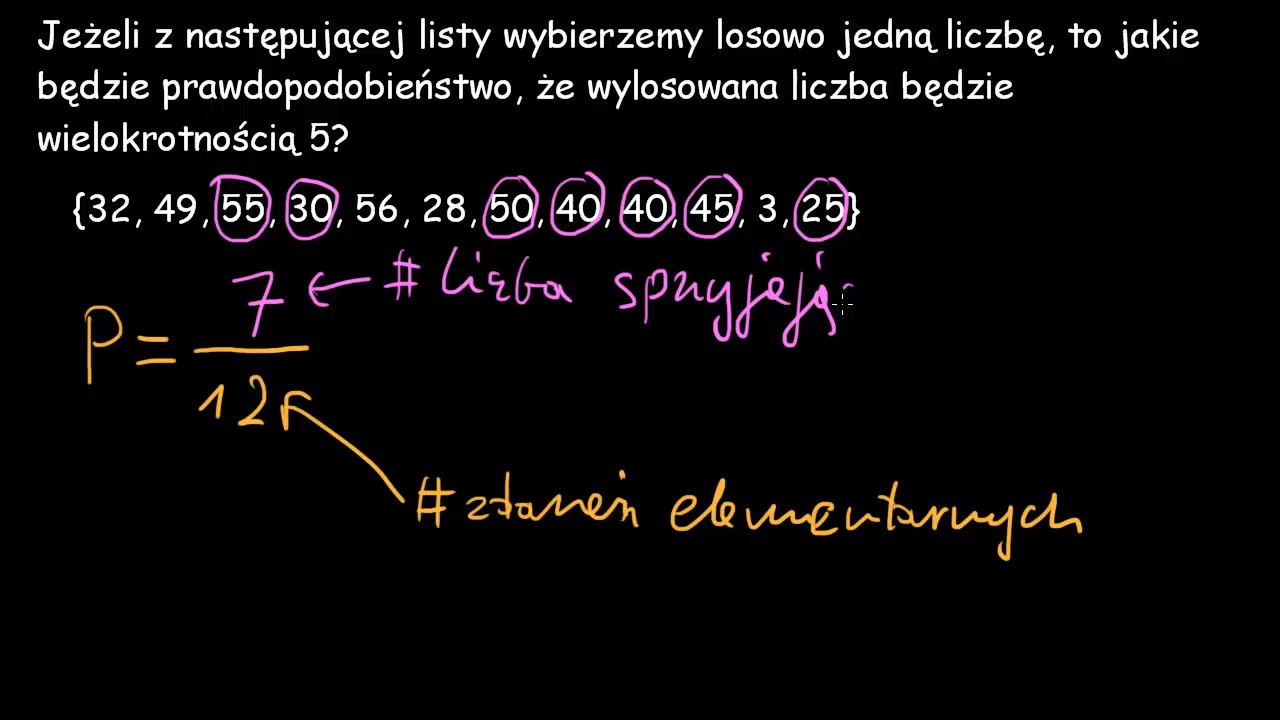 Jeżeli z następującej listy wybierzemy losowo jedną liczbę, to jakie
będzie prawdopodobieństwo, że wylosowana liczba będzie
wielokrotnością 5?
{32, 49, 55, 30, 56, 28, 50, 40, 40, 45, 3, 25}
7 ← # liczba sprzyjają
P =
12
# zdarzeń elementarnych